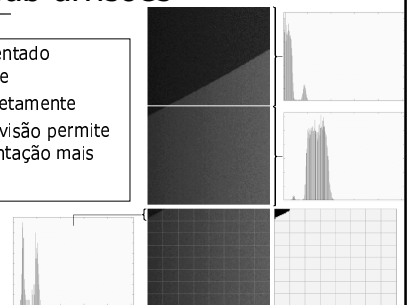 entado
e
etamente
visão permite
ntação mais